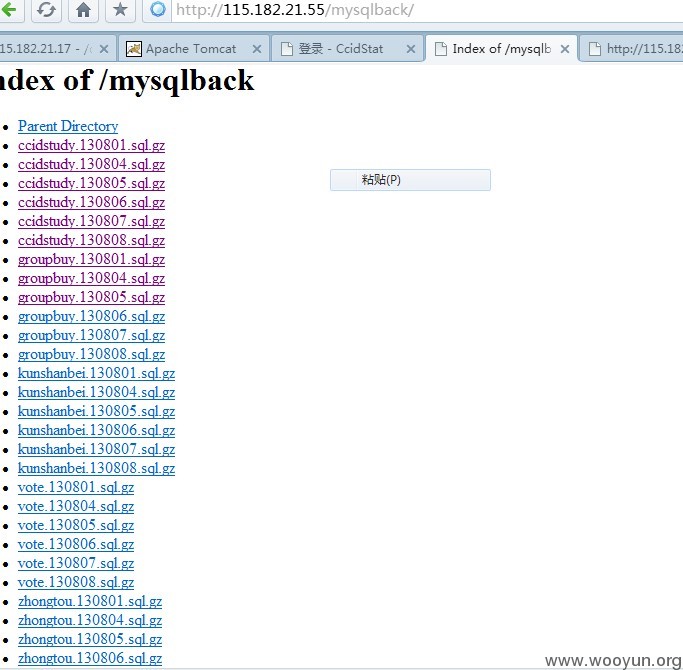 http://115.182.21.55/mysqlback/
15.182.21.17 - /
Apache Tomcat
登录 - CcidStat
Index of /mysqlb
http://115.18
ndex of /mysqlback
Parent Directory
ccidstudy.130801.sql.gz
ccidstudy.130804.sql.gz
ccidstudy.130805.sql.gz
粘贴(P)
ccidstudy.130806.sql.gz
ccidstudy.130807.sql.gz
ccidstudy.130808.sql.gz
groupbuy.130801.sql.gz
groupbuy.130804.sql.gz
groupbuy.130805.sql.gz
groupbuy.130806.sql.gz
groupbuy.130807.sql.gz
groupbuy.130808.sql.gz
kunshanbei.130801.sql.gz
kunshanbei.130804.sql.gz
kunshanbei.130805.sql.gz
kunshanbei.130806.sql.gz
kunshanbei.130807.sql.gz
kunshanbei.130808.sql.gz
vote.130801.sql.gz
vote.130804.sql.gz
vote.130805.sql.gz
vote.130806.sql.gz
vote.130807.sql.gz
vote.130808.sql.gz
zhongtou.130801.sql.gz
zhongtou.130804.sql.gz
zhongtou.130805.sql.gz
zhongtou.130806.sql.gz
www.wooyun.org